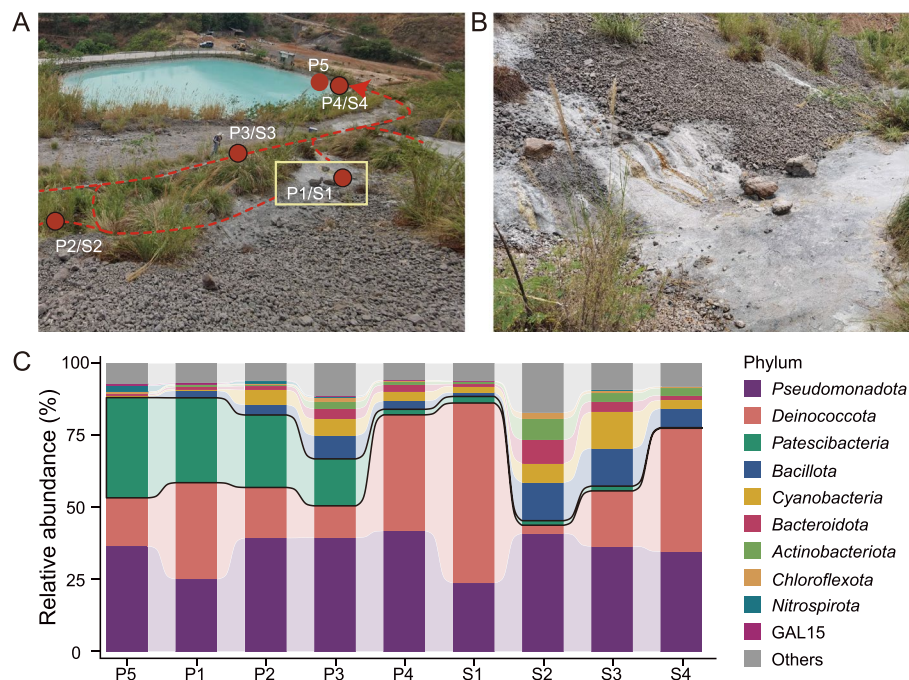 A
P5
P4/S4
P3/S3
P1/S1
P2/S2
B
C
Relative abundance (%)
100
75
50
25
0
P5 P1 P2 P3 P4 S1 S2 S3 S4
Phylum
Pseudomonadota
Deinococcota
Patescibacteria
Bacillota
Cyanobacteria
Bacteroidota
Actinobacteriota
Chloroflexota
Nitrospirota
GAL15
Others